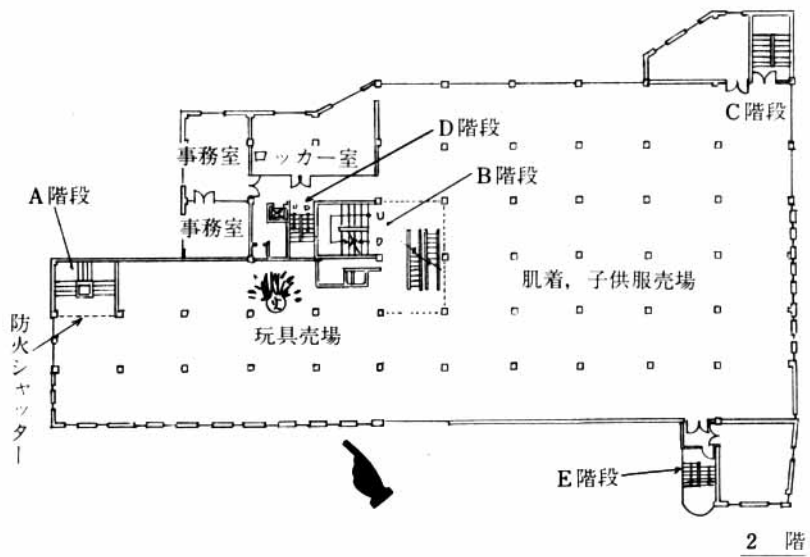 C階段
D階段
事務室
ロッカー室
B階段
A階段
事務室
肌着，子供服売場
火
防火シャッター
玩具売場
E階段
2 階